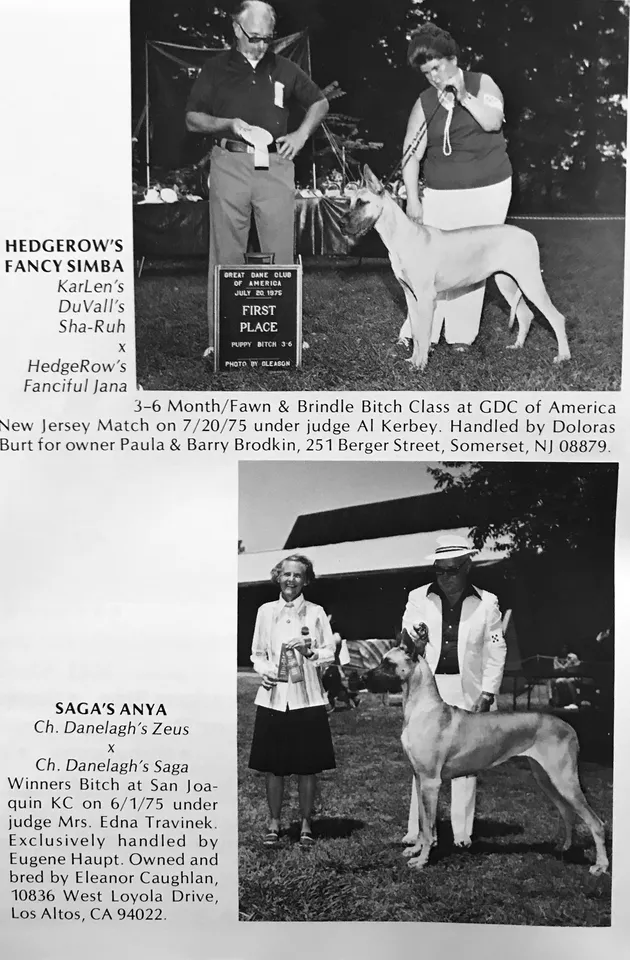 HEDGEROW'S
FANCY SIMBA
KarLen's
DuVall's
Sha-Ruh
x
HedgeRow's
Fanciful Jana
GREAT DANE CLUB
OF AMERICA
JULY 20 1975
FIRST
PLACE
PUPPY BITCH 3-6
PHOTO BY GLEASON
3–6 Month/Fawn & Brindle Bitch Class at GDC of America
New Jersey Match on 7/20/75 under judge Al Kerbey. Handled by Doloras
Burt for owner Paula & Barry Brodkin, 251 Berger Street, Somerset, NJ 08879.
SAGA'S ANYA
Ch. Danelagh's Zeus
x
Ch. Danelagh's Saga
Winners Bitch at San Joa-
quin KC on 6/1/75 under
judge Mrs. Edna Travinek.
Exclusively handled by
Eugene Haupt. Owned and
bred by Eleanor Caughlan,
10836 West Loyola Drive,
Los Altos, CA 94022.